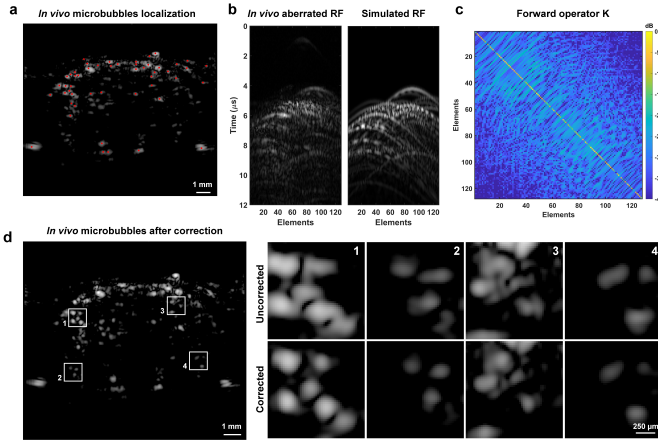 a
In vivo microbubbles localization
1 mm
b
In vivo aberrated RF
Simulated RF
0
2
4
6
8
10
12
Time (μs)
20 40 60 80 100 120
20 40 60 80 100 120
Elements
Elements
c
Forward operator K
dB
0
20
40
60
80
100
120
Elements
20 40 60 80 100 120
Elements
d
In vivo microbubbles after correction
1
2
3
4
1 mm
1 2 3 4
Uncorrected
Corrected
250 μm